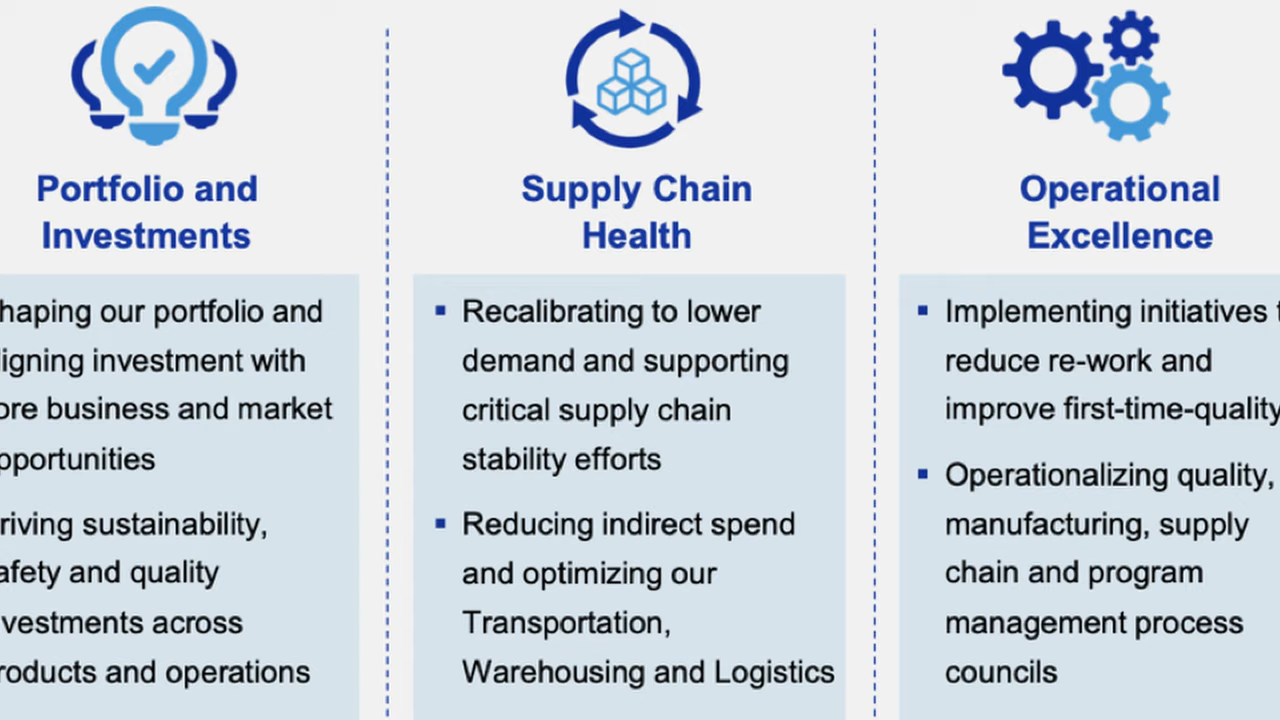 Portfolio and
Investments
haping our portfolio and
ligning investment with
ore business and market
pportunities
riving sustainability,
afety and quality
vestments across
roducts and operations
Supply Chain
Health
▪ Recalibrating to lower
demand and supporting
critical supply chain
stability efforts
▪ Reducing indirect spend
and optimizing our
Transportation,
Warehousing and Logistics
Operational
Excellence
▪ Implementing initiatives t
reduce re-work and
improve first-time-quality
▪ Operationalizing quality,
manufacturing, supply
chain and program
management process
councils